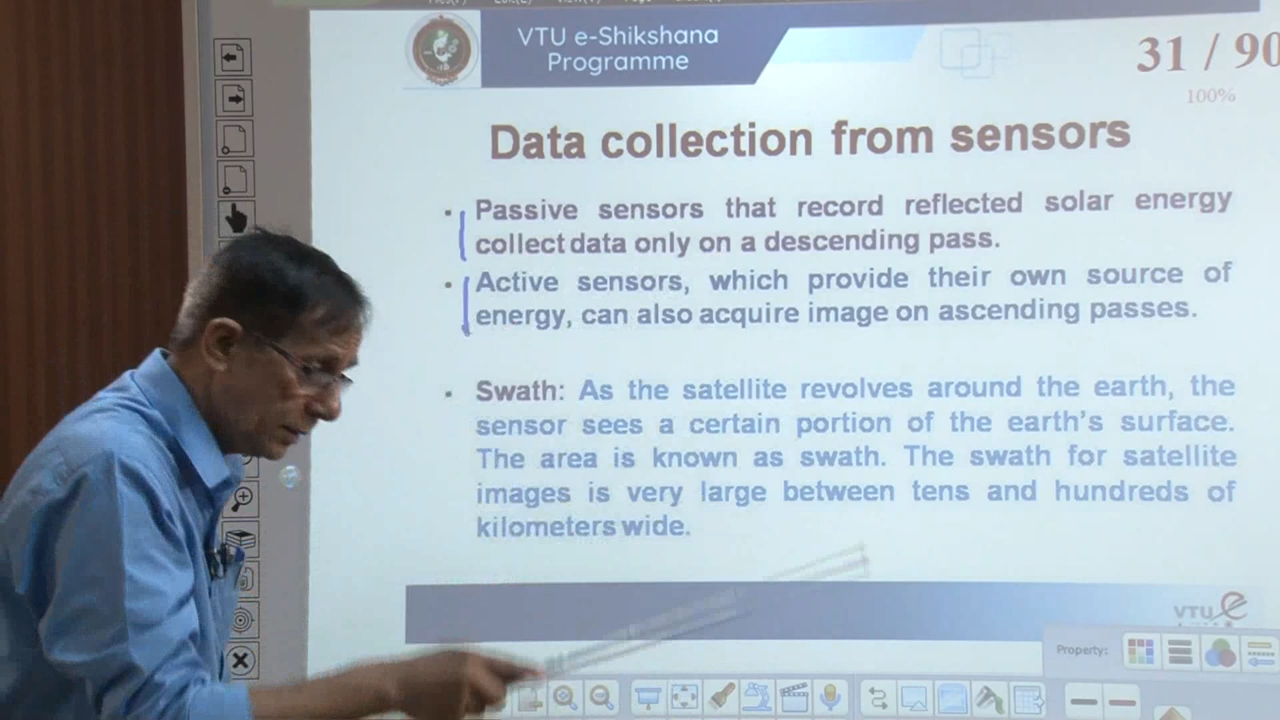 VTU e-Shikshana
Programme
31 / 90
100%
Data collection from sensors
· Passive sensors that record reflected solar energy
collect data only on a descending pass.
· Active sensors, which provide their own source of
energy, can also acquire image on ascending passes.
· Swath: As the satellite revolves around the earth, the
sensor sees a certain portion of the earth's surface.
The area is known as swath. The swath for satellite
images is very large between tens and hundreds of
kilometers wide.
VTU e
Property: